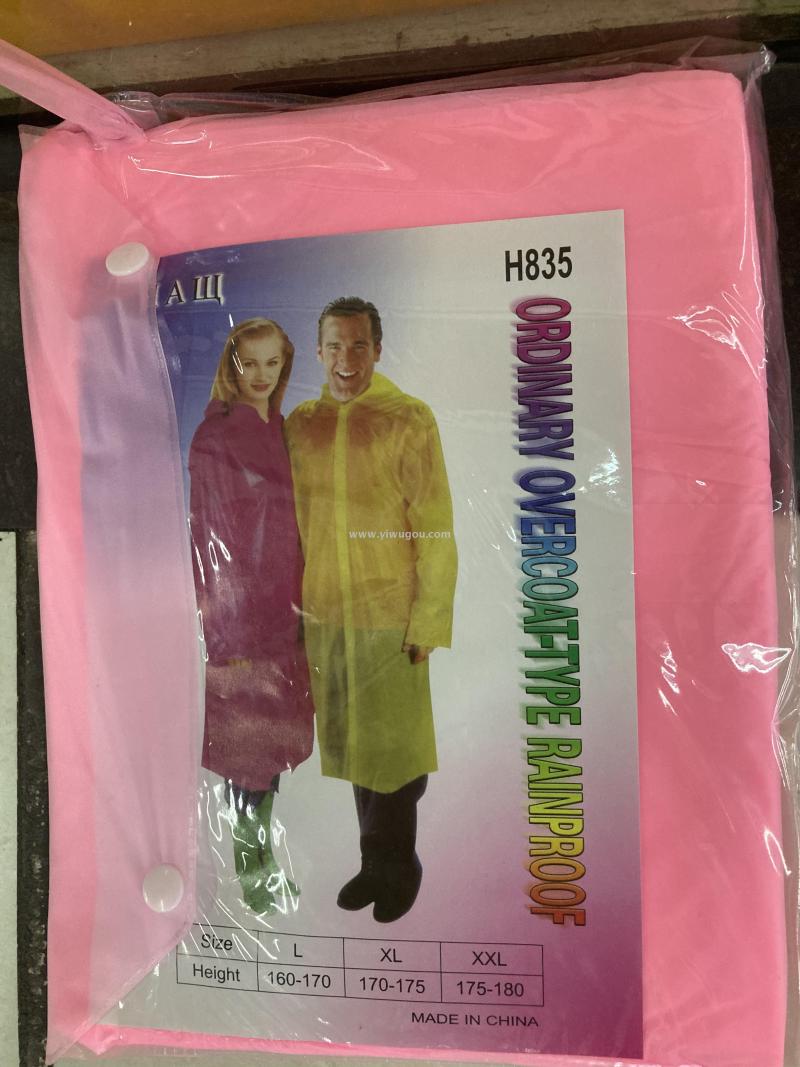 АЩ
H835
ORDINARY OVERCOAT-TYPE RAINPROOF
www.yiwugou.com
Size L XL XXL
Height 160-170 170-175 175-180
MADE IN CHINA